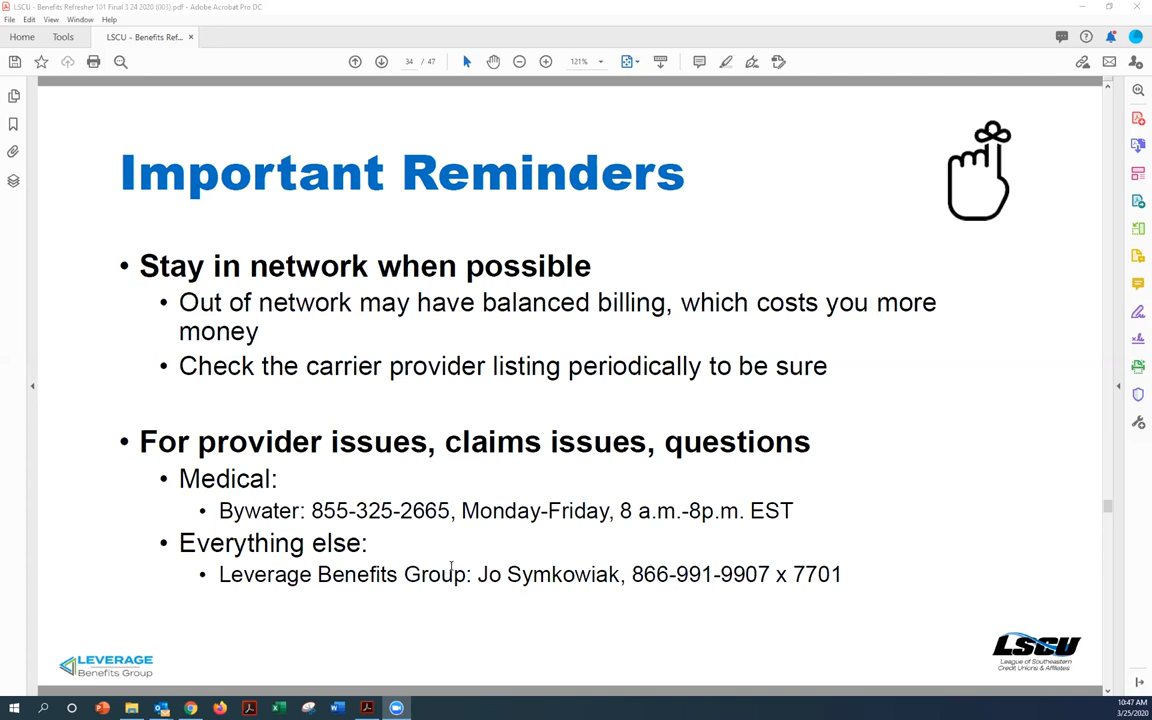 LSCU - Benefits Refresher 101 Final 3 24 2020 (003).pdf - Adobe Acrobat Pro DC
File Edit View Window Help
Home Tools LSCU - Benefits Ref... ×
34 / 47 121%
Important Reminders
• Stay in network when possible
• Out of network may have balanced billing, which costs you more
money
• Check the carrier provider listing periodically to be sure
• For provider issues, claims issues, questions
• Medical:
• Bywater: 855-325-2665, Monday-Friday, 8 a.m.-8p.m. EST
• Everything else:
• Leverage Benefits Group: Jo Symkowiak, 866-991-9907 x 7701
LEVERAGE
Benefits Group
LSCU
League of Southeastern
Credit Unions & Affiliates
10:47 AM
3/25/2020